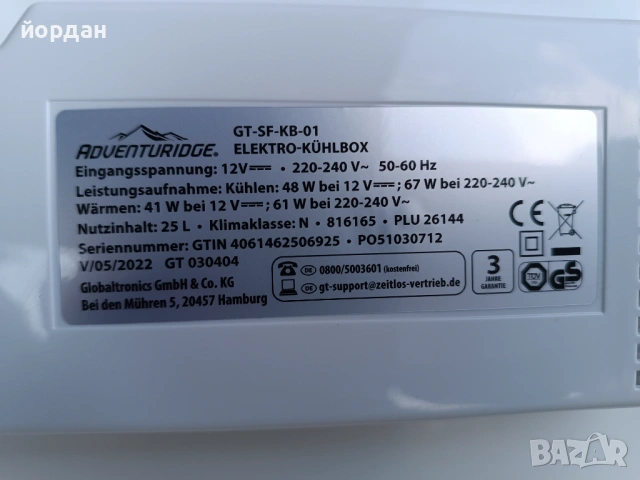 йордан
ADVENTURIDGE®
GT-SF-KB-01
ELEKTRO-KÜHLBOX
Eingangsspannung: 12V⎓ • 220-240 V~ 50-60 Hz
Leistungsaufnahme: Kühlen: 48 W bei 12 V⎓; 67 W bei 220-240 V~
Wärmen: 41 W bei 12 V⎓; 61 W bei 220-240 V~
Nutzinhalt: 25 L • Klimaklasse: N • 816165 • PLU 26144
Seriennummer: GTIN 4061462506925 • PO51030712
V/05/2022 GT 030404
Globaltronics GmbH & Co. KG
Bei den Mühren 5, 20457 Hamburg
DE 0800/5003601 (kostenfrei)
DE gt-support@zeitlos-vertrieb.de
3
JAHRE
GARANTIE
CE
TÜV
GS
BAZAR